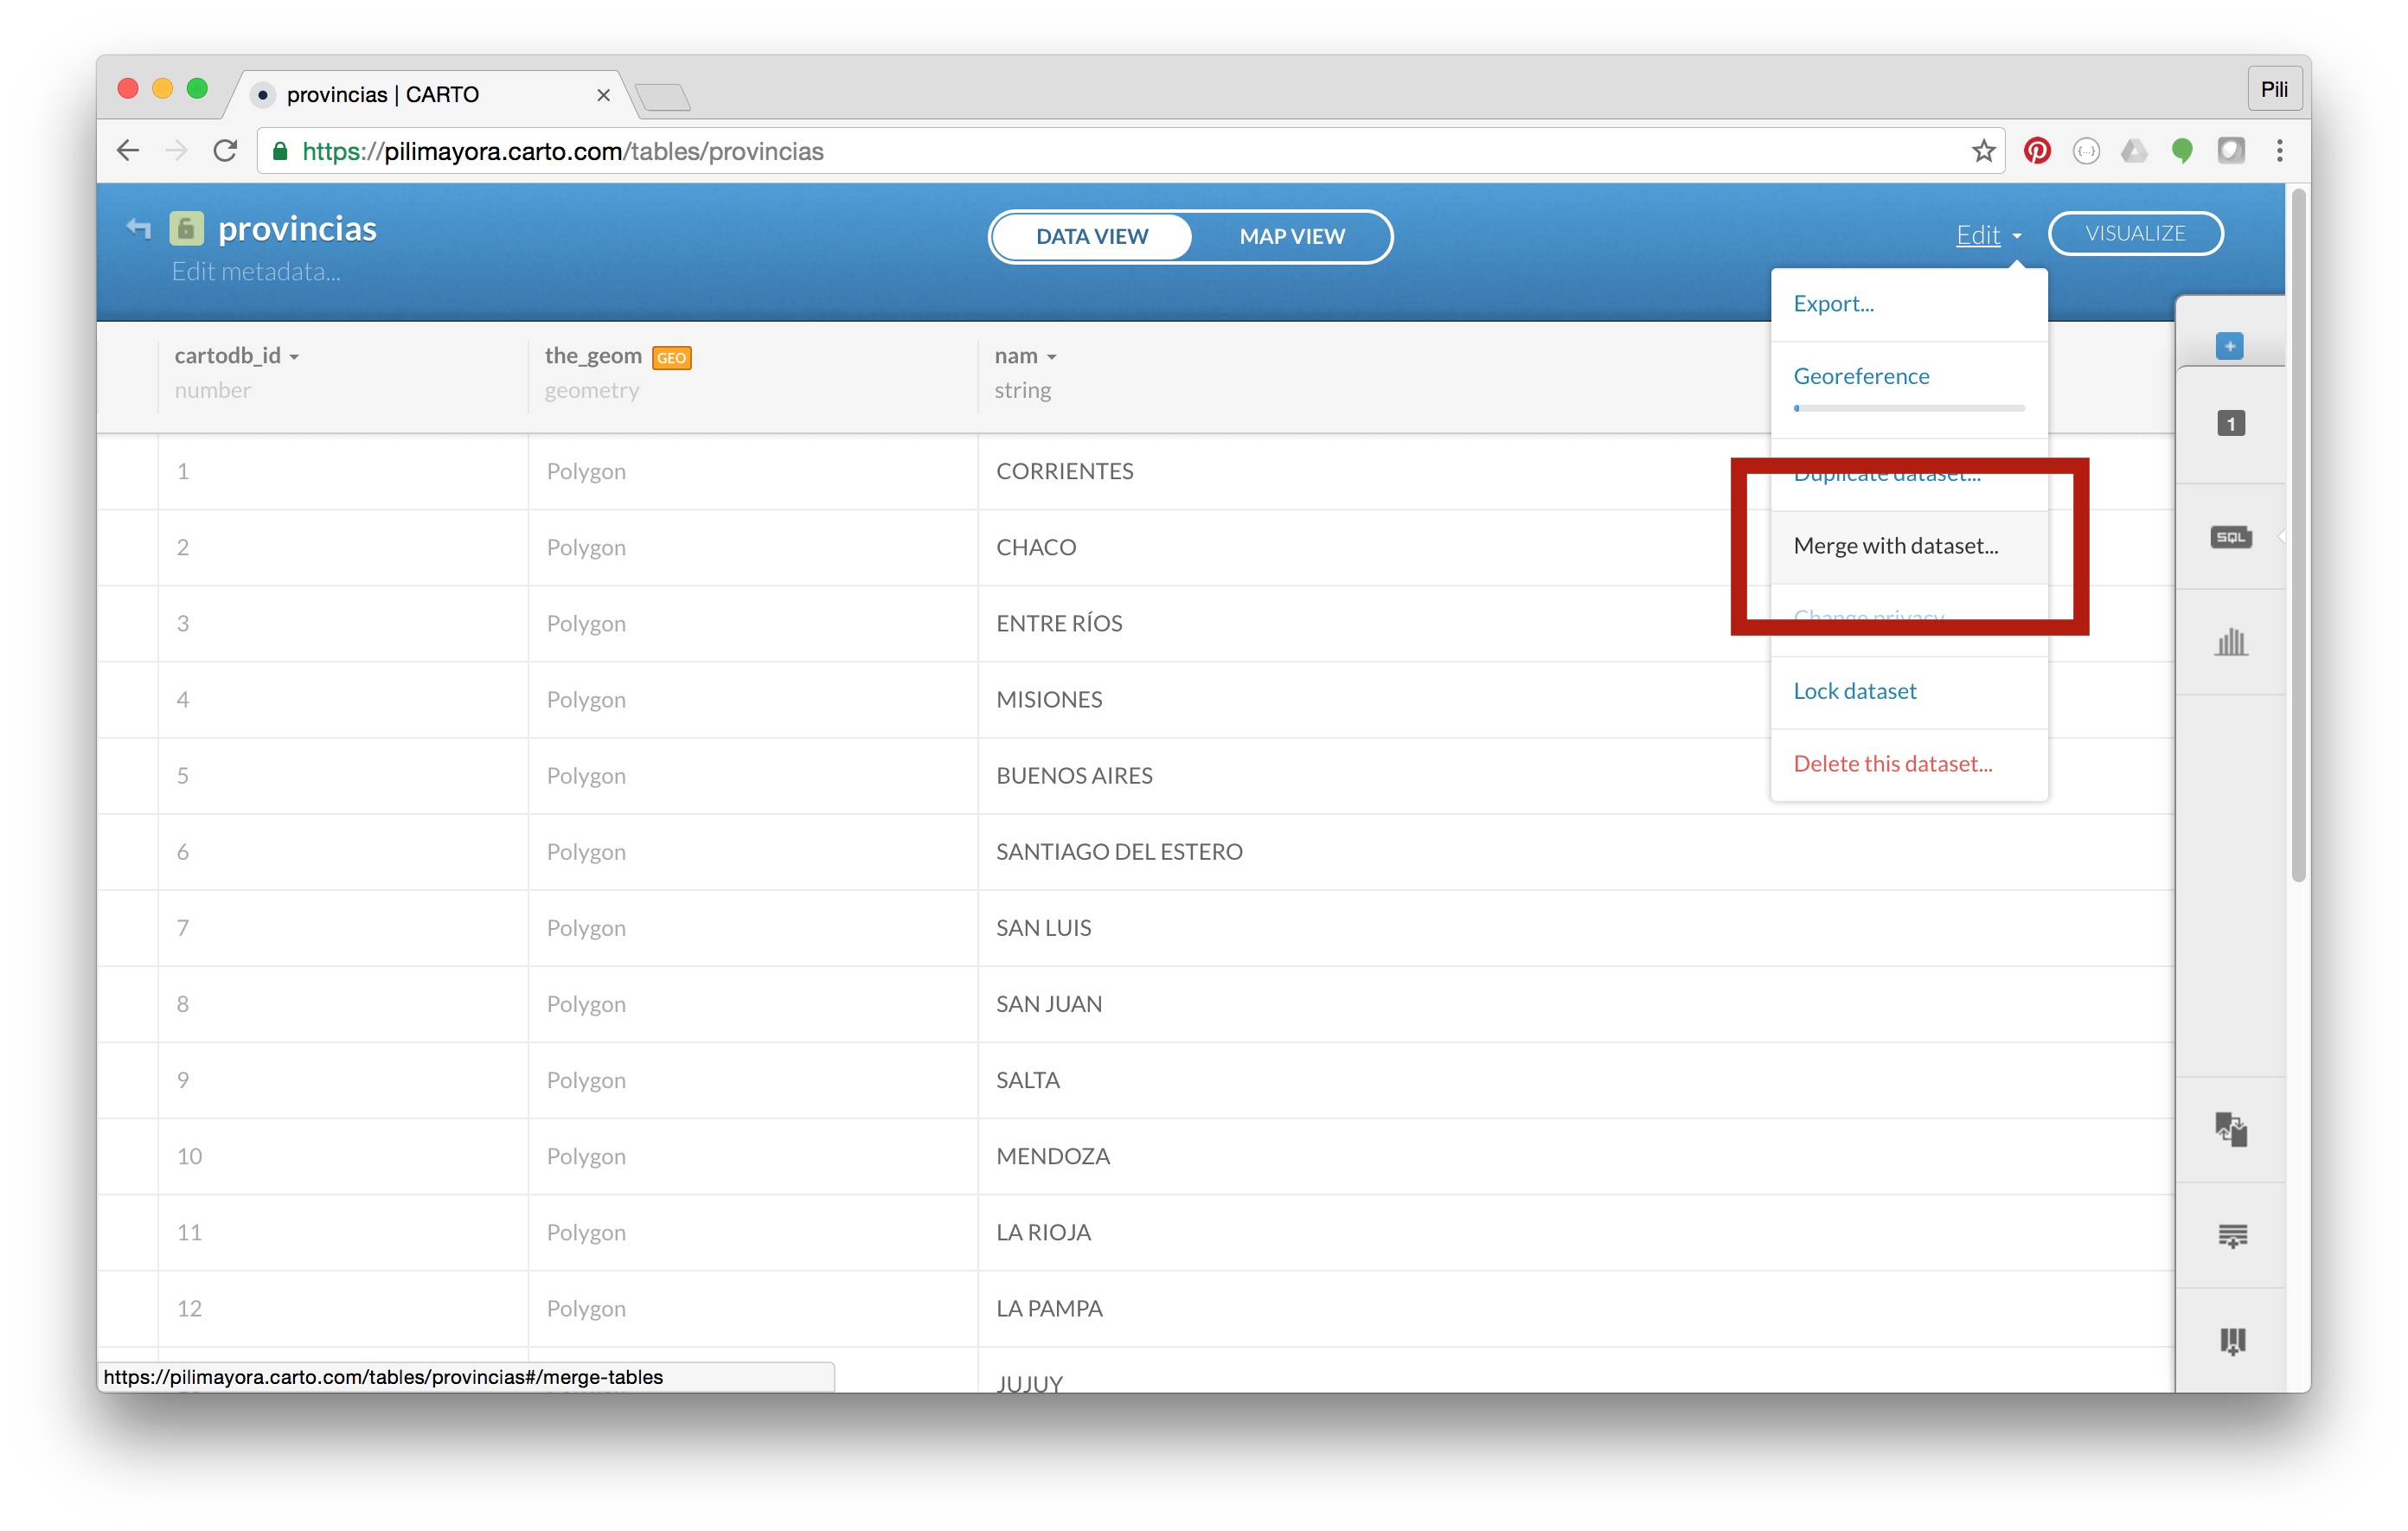 provincias | CARTO
Pili
https://pilimayora.carto.com/tables/provincias
provincias
Edit metadata...
DATA VIEW
MAP VIEW
Edit
VISUALIZE
Export...
Georeference
Duplicate dataset...
Merge with dataset...
Change privacy
Lock dataset
Delete this dataset...
cartodb_id
number
the_geom GEO
geometry
nam
string
1 Polygon CORRIENTES
2 Polygon CHACO
3 Polygon ENTRE RÍOS
4 Polygon MISIONES
5 Polygon BUENOS AIRES
6 Polygon SANTIAGO DEL ESTERO
7 Polygon SAN LUIS
8 Polygon SAN JUAN
9 Polygon SALTA
10 Polygon MENDOZA
11 Polygon LA RIOJA
12 Polygon LA PAMPA
JUJUY
1
SQL
https://pilimayora.carto.com/tables/provincias#/merge-tables